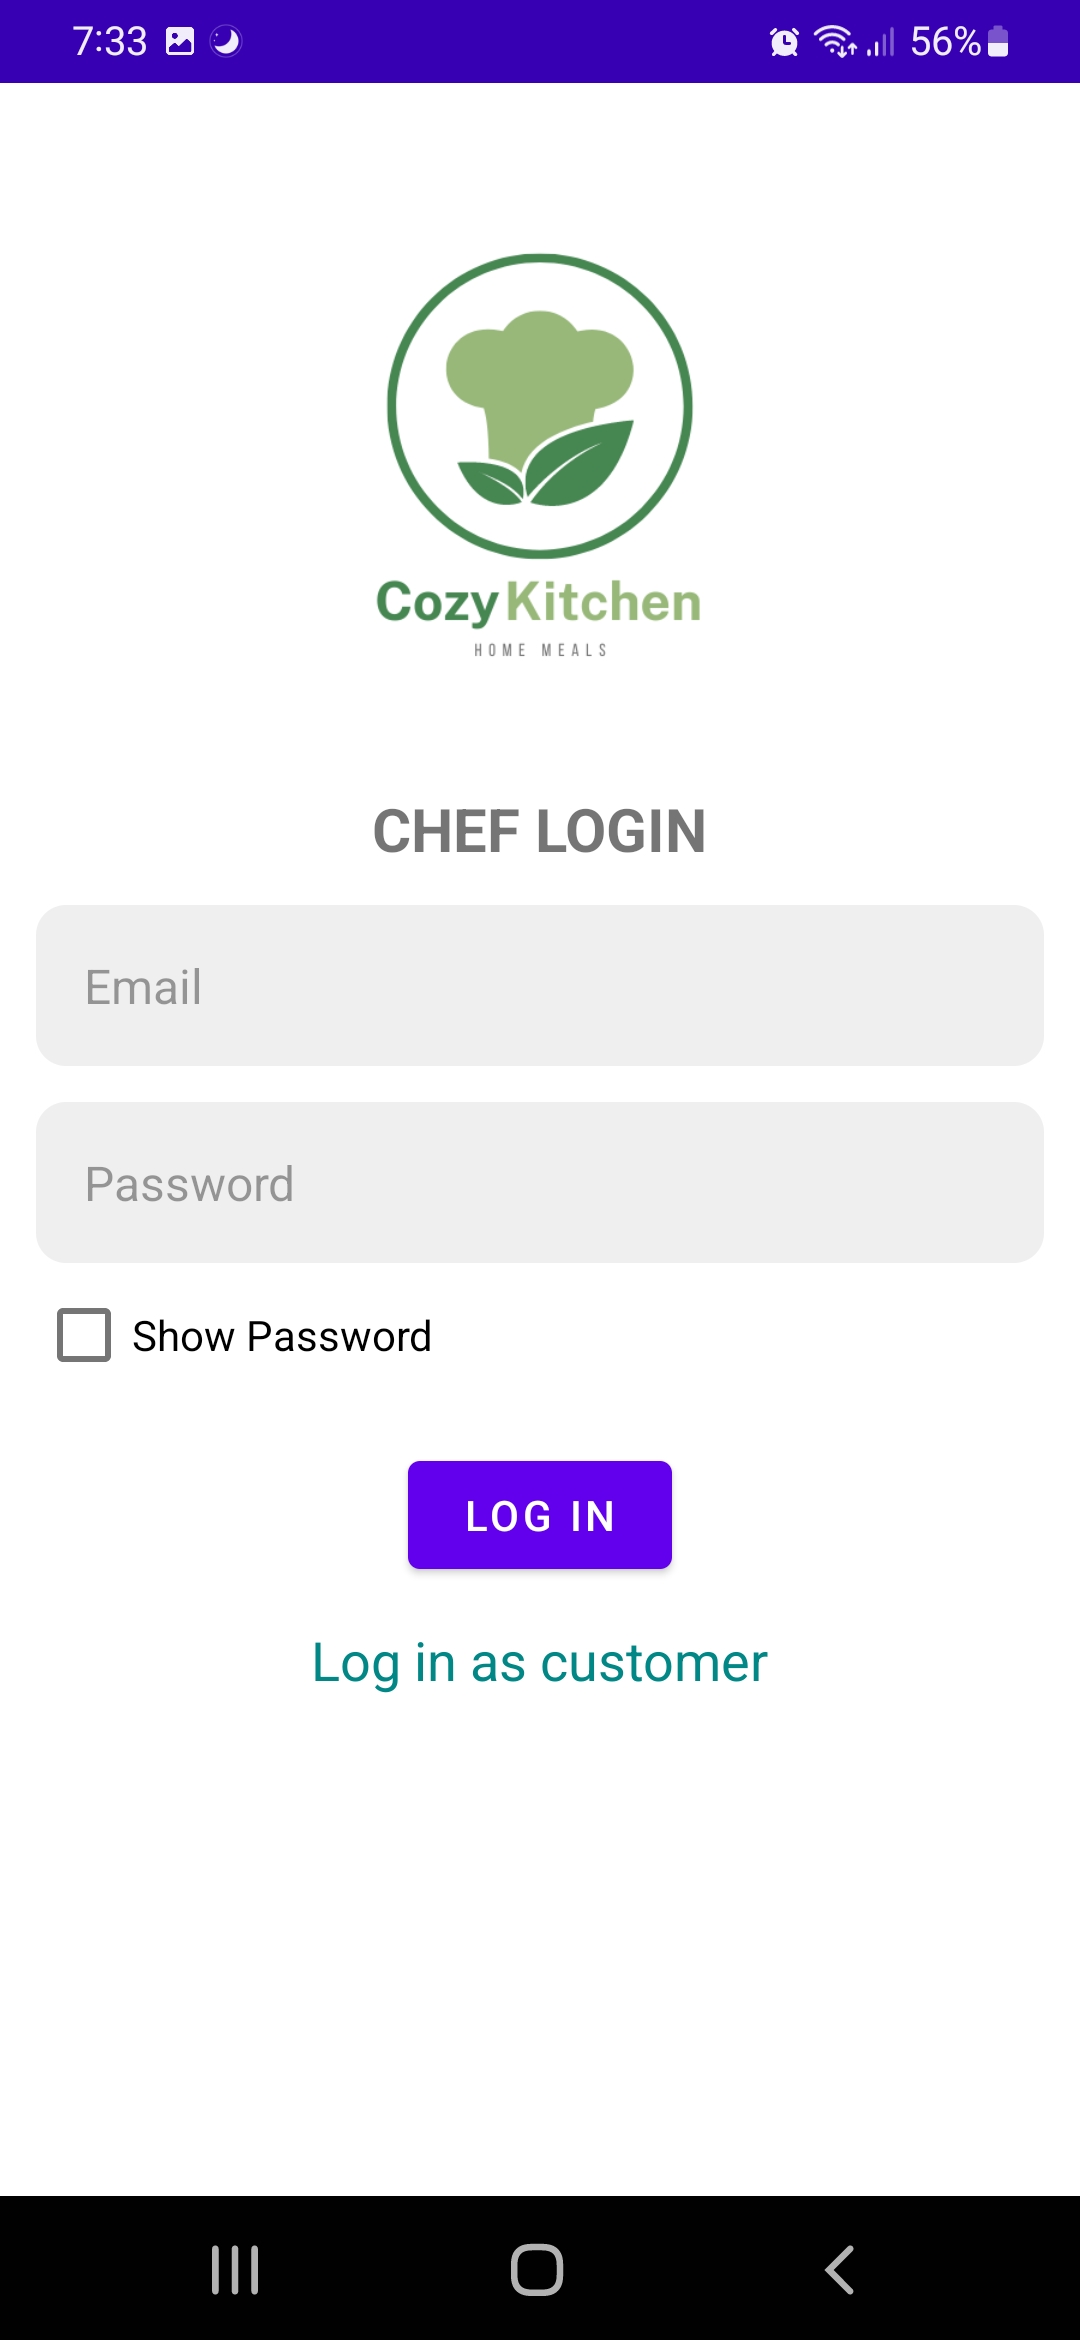 7:33 56%
Cozy Kitchen
HOME MEALS
CHEF LOGIN
Email
Password
Show Password
LOG IN
Log in as customer